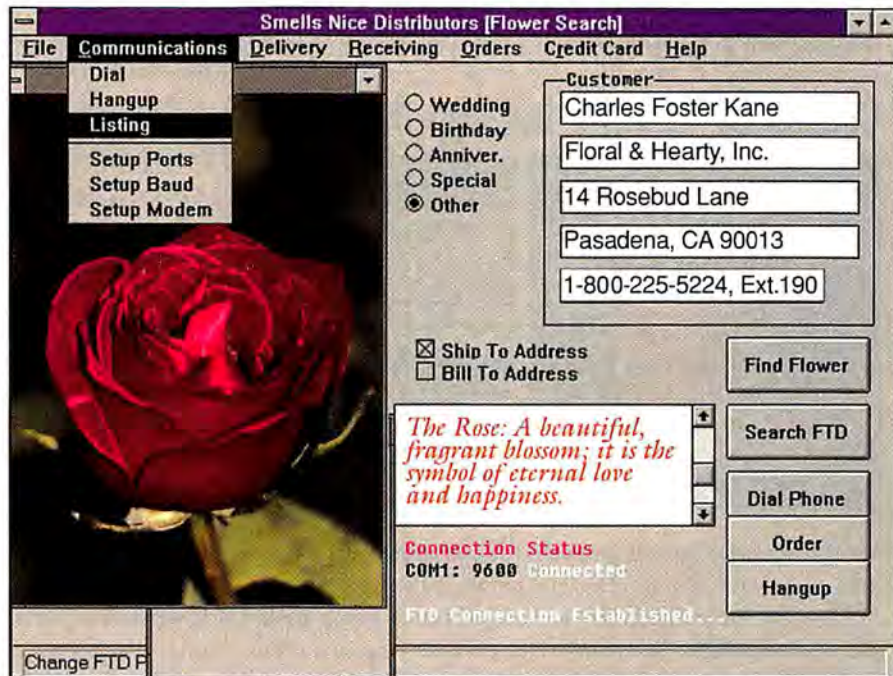 Smells Nice Distributors [Flower Search]
File Communications Delivery Receiving Orders Credit Card Help
Dial
Hangup
Listing
Setup Ports
Setup Baud
Setup Modem
Wedding
Birthday
Anniver.
Special
Other
Customer
Charles Foster Kane
Floral & Hearty, Inc.
14 Rosebud Lane
Pasadena, CA 90013
1-800-225-5224, Ext.190
Ship To Address
Bill To Address
Find Flower
Search FTD
Dial Phone
Order
Hangup
The Rose: A beautiful,
fragrant blossom; it is the
symbol of eternal love
and happiness.
Connection Status
COM1: 9600 Connected
FTD Connection Established...
Change FTD P